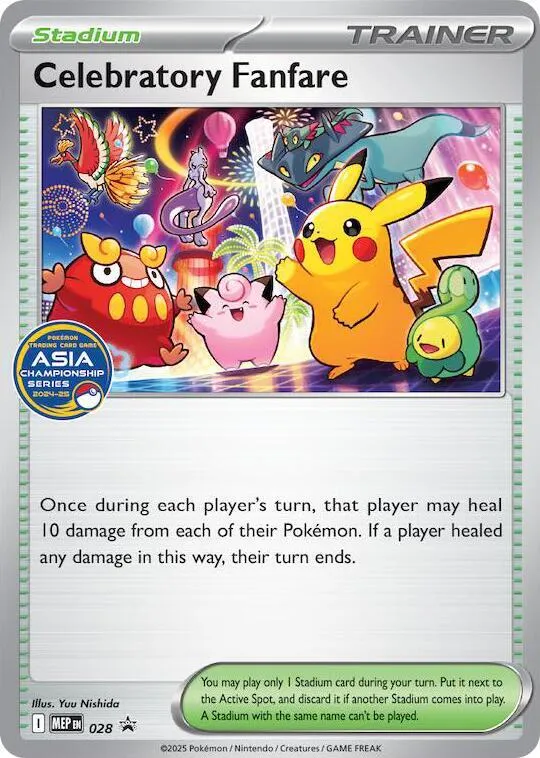 Stadium
TRAINER
Celebratory Fanfare
POKÉMON
TRADING CARD GAME
ASIA
CHAMPIONSHIP
SERIES
2024-25
Once during each player's turn, that player may heal
10 damage from each of their Pokémon. If a player healed
any damage in this way, their turn ends.
You may play only 1 Stadium card during your turn. Put it next to
the Active Spot, and discard it if another Stadium comes into play.
A Stadium with the same name can't be played.
Illus. Yuu Nishida
I MEP EN 028
©2025 Pokémon / Nintendo / Creatures / GAME FREAK